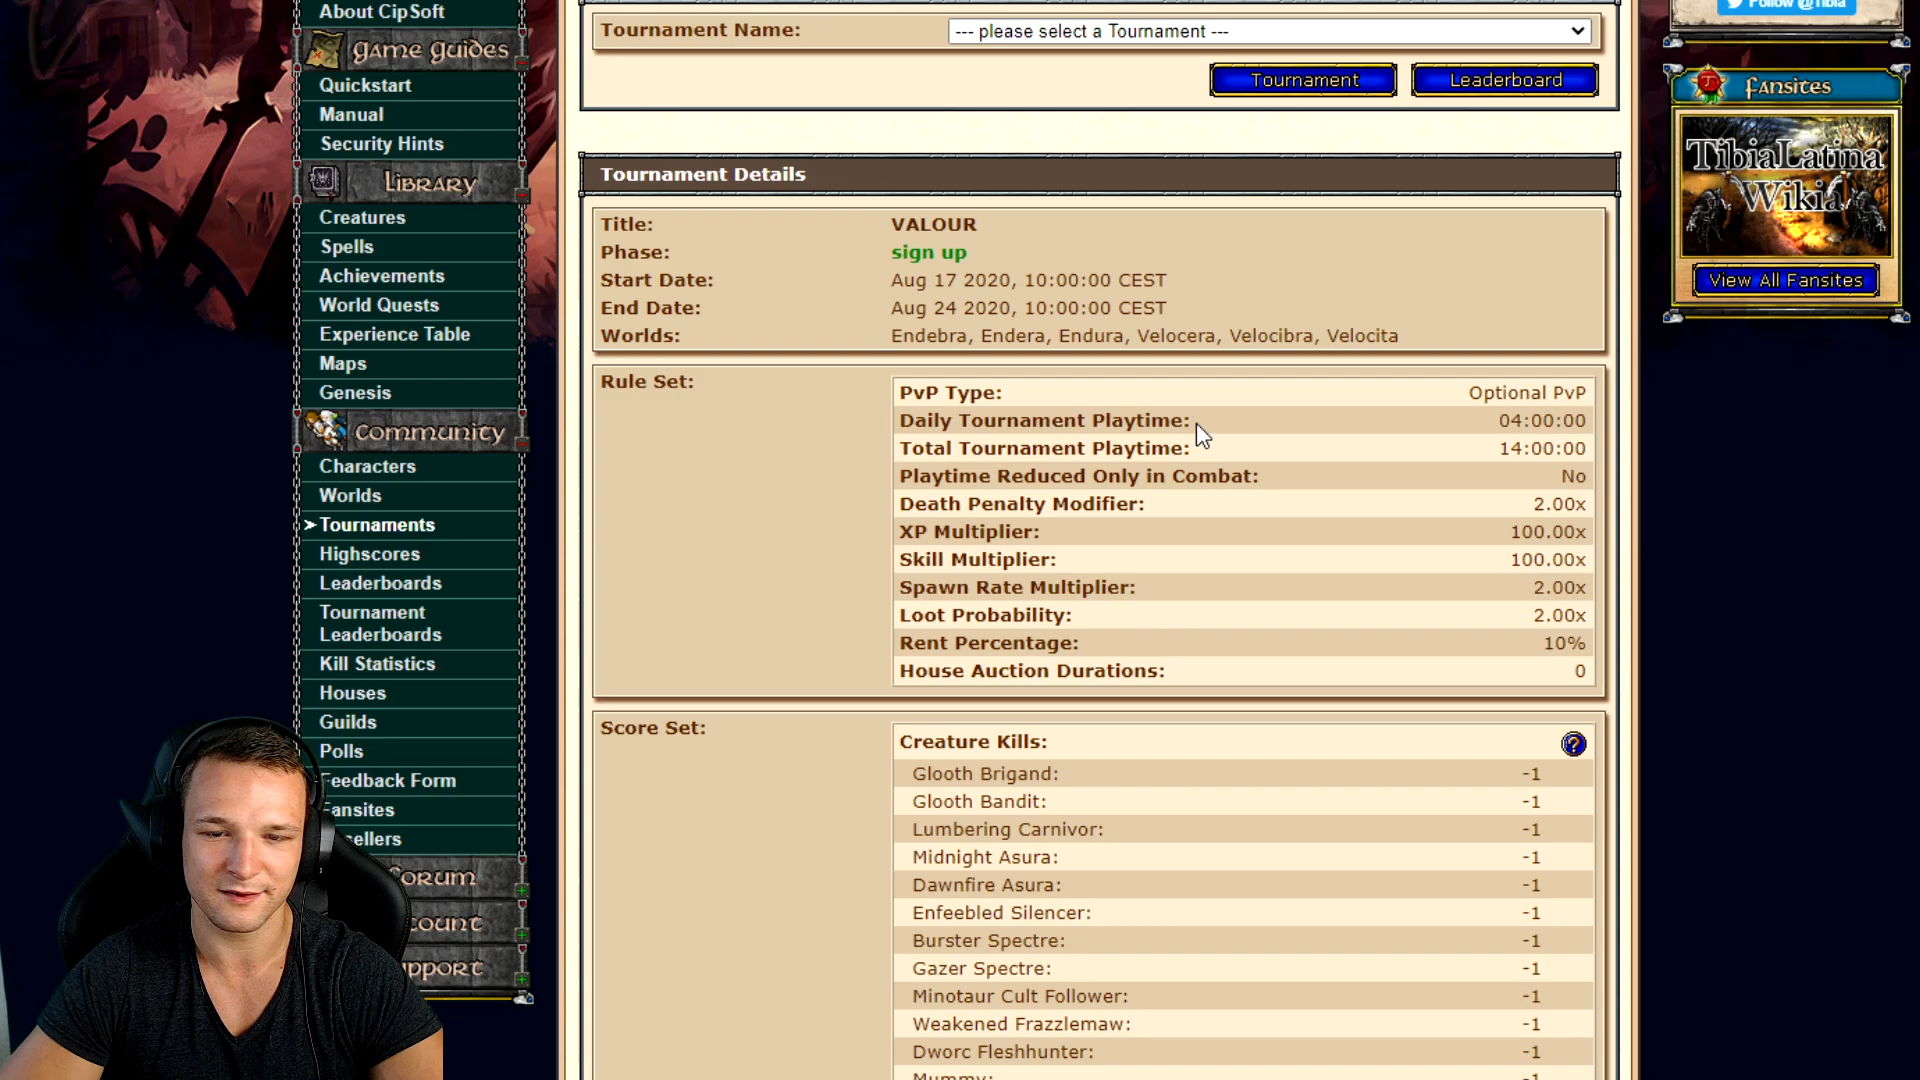 About CipSoft
Game Guides
Quickstart
Manual
Security Hints
Library
Creatures
Spells
Achievements
World Quests
Experience Table
Maps
Genesis
Community
Characters
Worlds
> Tournaments
Highscores
Leaderboards
Tournament
Leaderboards
Kill Statistics
Houses
Guilds
Polls
Feedback Form
Fansites
sellers
orum
count
pport
Tournament Name: --- please select a Tournament ---
Tournament Leaderboard
Tournament Details
Title: VALOUR
Phase: sign up
Start Date: Aug 17 2020, 10:00:00 CEST
End Date: Aug 24 2020, 10:00:00 CEST
Worlds: Endebra, Endera, Endura, Velocera, Velocibra, Velocita
Rule Set:
PvP Type: Optional PvP
Daily Tournament Playtime: 04:00:00
Total Tournament Playtime: 14:00:00
Playtime Reduced Only in Combat: No
Death Penalty Modifier: 2.00x
XP Multiplier: 100.00x
Skill Multiplier: 100.00x
Spawn Rate Multiplier: 2.00x
Loot Probability: 2.00x
Rent Percentage: 10%
House Auction Durations: 0
Score Set:
Creature Kills: ?
Glooth Brigand: -1
Glooth Bandit: -1
Lumbering Carnivor: -1
Midnight Asura: -1
Dawnfire Asura: -1
Enfeebled Silencer: -1
Burster Spectre: -1
Gazer Spectre: -1
Minotaur Cult Follower: -1
Weakened Frazzlemaw: -1
Dworc Fleshhunter: -1
Mummy: -1
Follow @Tibia
Fansites
TibiaLatina
Wikia
View All Fansites